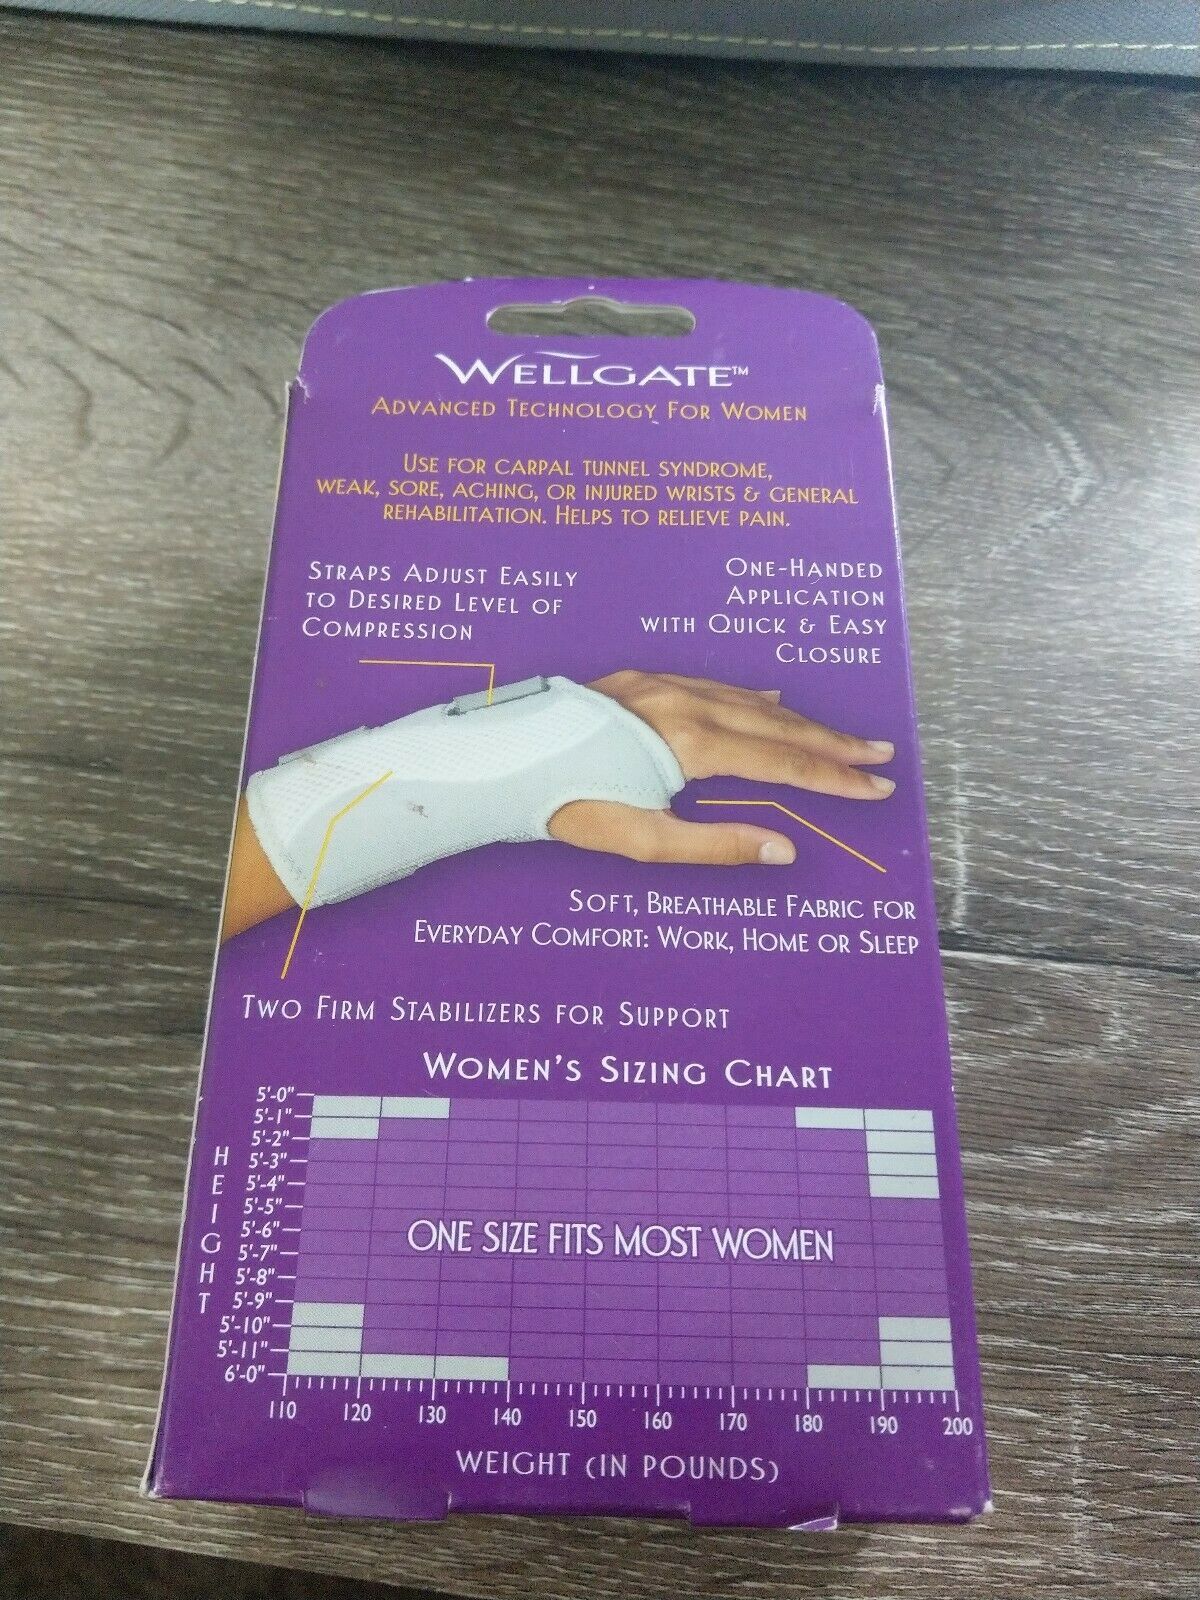 WELLGATE™
ADVANCED TECHNOLOGY FOR WOMEN
USE FOR CARPAL TUNNEL SYNDROME,
WEAK, SORE, ACHING, OR INJURED WRISTS & GENERAL
REHABILITATION. HELPS TO RELIEVE PAIN.
STRAPS ADJUST EASILY
TO DESIRED LEVEL OF
COMPRESSION
ONE-HANDED
APPLICATION
WITH QUICK & EASY
CLOSURE
SOFT, BREATHABLE FABRIC FOR
EVERYDAY COMFORT: WORK, HOME OR SLEEP
TWO FIRM STABILIZERS FOR SUPPORT
WOMEN'S SIZING CHART
HEIGHT
5'-0"
5'-1"
5'-2"
5'-3"
5'-4"
5'-5"
5'-6"
5'-7"
5'-8"
5'-9"
5'-10"
5'-11"
6'-0"
ONE SIZE FITS MOST WOMEN
110 120 130 140 150 160 170 180 190 200
WEIGHT (IN POUNDS)